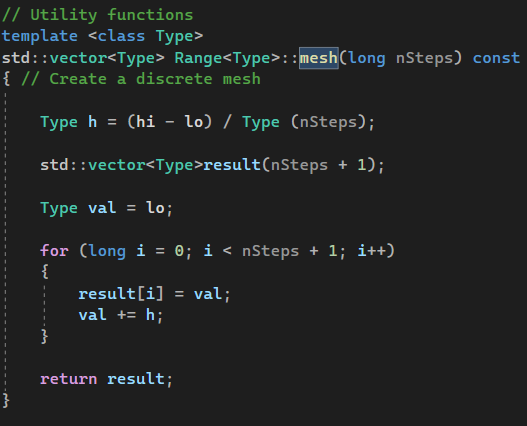 // Utility functions
template <class Type>
std::vector<Type> Range<Type>::mesh(long nSteps) const
{ // Create a discrete mesh
Type h = (hi - lo) / Type (nSteps);
std::vector<Type>result(nSteps + 1);
Type val = lo;
for (long i = 0; i < nSteps + 1; i++)
{
result[i] = val;
val += h;
}
return result;
}